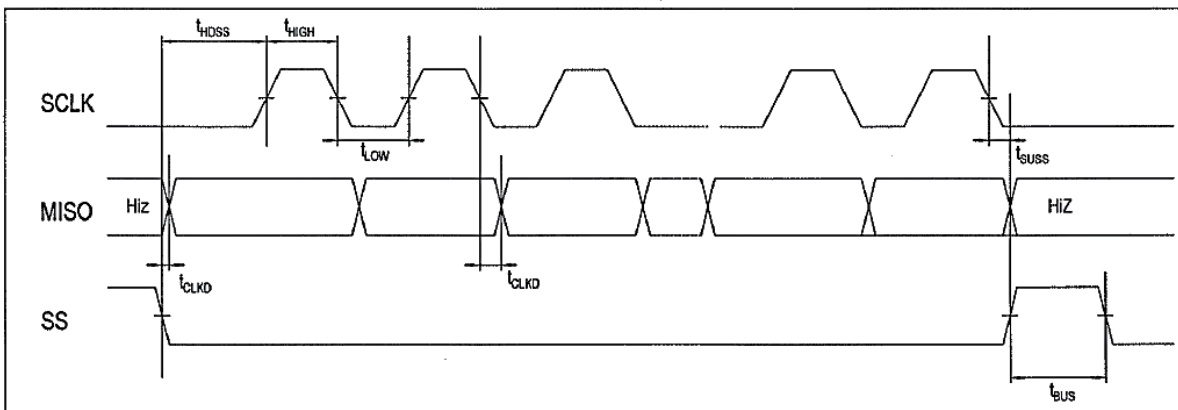 tHDSS tHIGH
SCLK
tLOW
tSUSS
MISO Hiz HiZ
tCLKD tCLKD
SS
tBUS